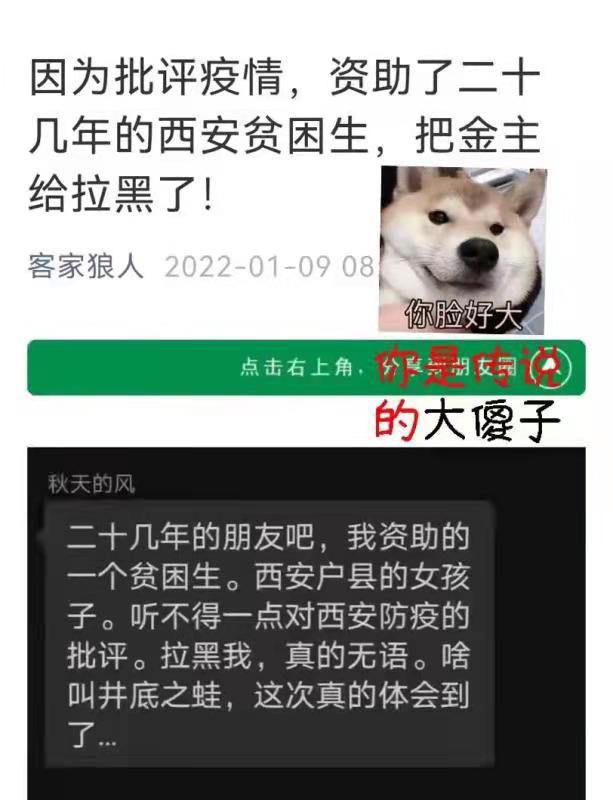 因为批评疫情，资助了二十
几年的西安贫困生，把金主
给拉黑了!
客家狼人 2022-01-09 08
你脸好大
点击右上角，分享到朋友圈
你是传说
的大傻子
秋天的风
二十几年的朋友吧，我资助的
一个贫困生。西安户县的女孩
子。听不得一点对西安防疫的
批评。拉黑我，真的无语。啥
叫井底之蛙，这次真的体会到
了...